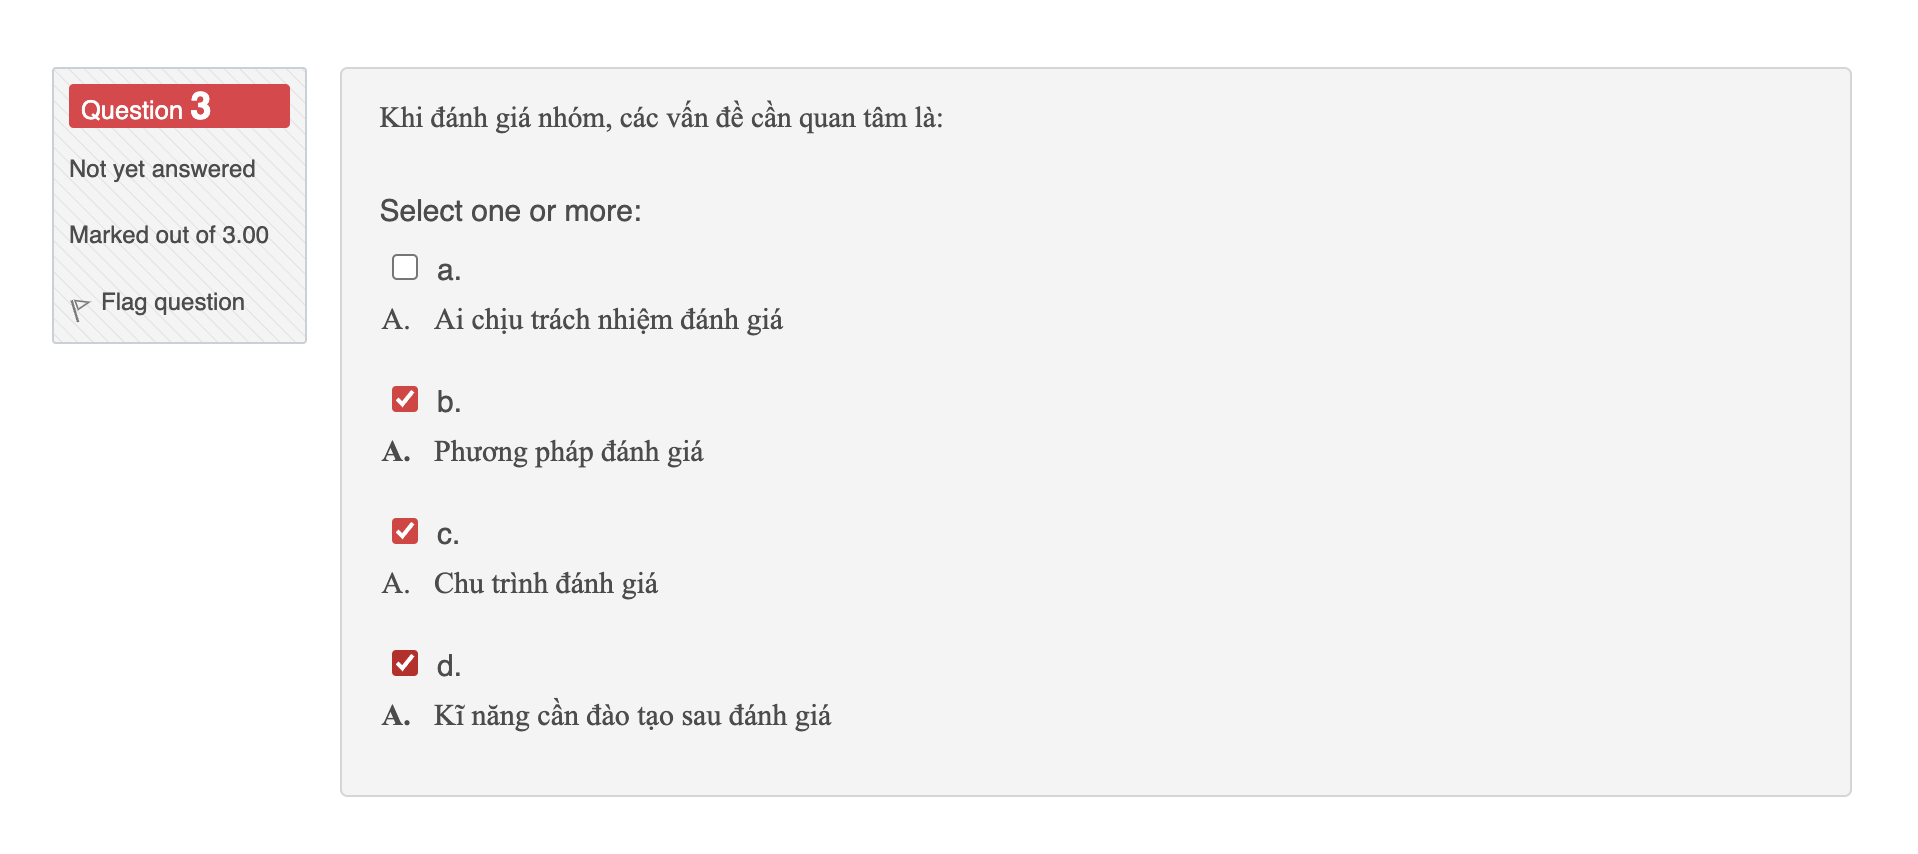 Question 3
Not yet answered
Marked out of 3.00
Flag question
Khi đánh giá nhóm, các vấn đề cần quan tâm là:
Select one or more:
a.
A. Ai chịu trách nhiệm đánh giá
b.
A. Phương pháp đánh giá
c.
A. Chu trình đánh giá
d.
A. Kĩ năng cần đào tạo sau đánh giá